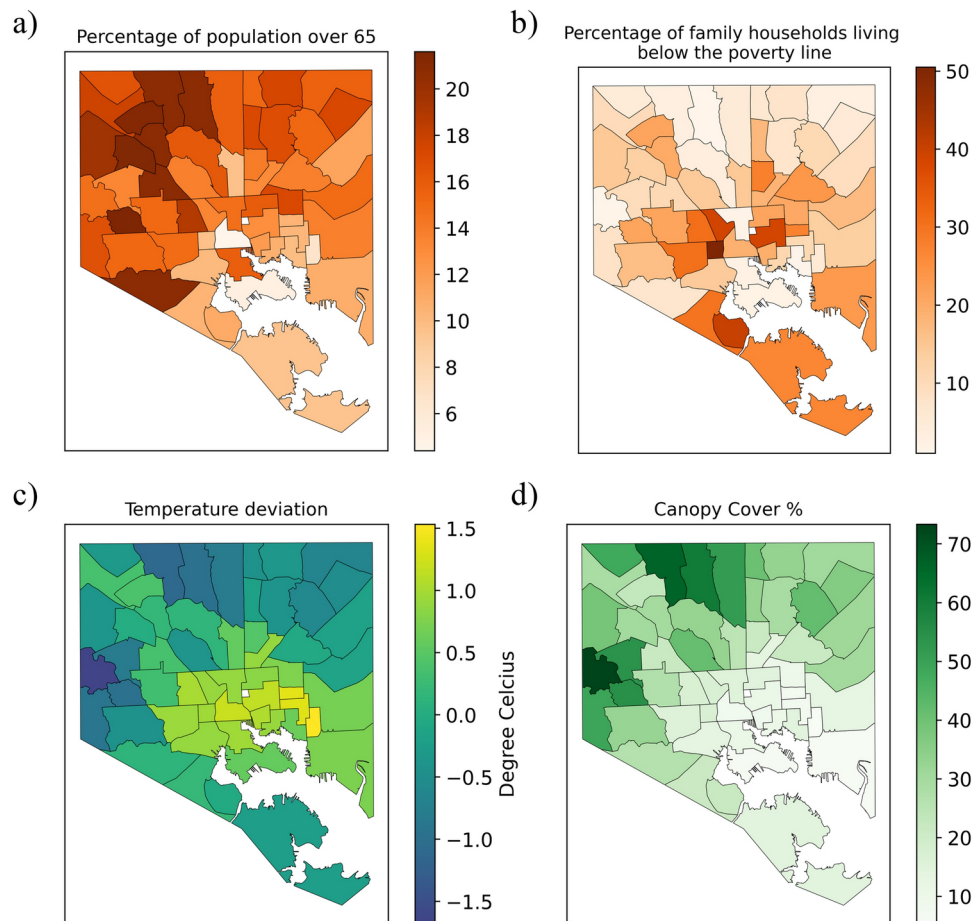 a)
Percentage of population over 65
20
18
16
14
12
10
8
6
b)
Percentage of family households living
below the poverty line
50
40
30
20
10
c)
Temperature deviation
1.5
1.0
0.5
0.0
−0.5
−1.0
−1.5
Degree Celcius
d)
Canopy Cover %
70
60
50
40
30
20
10